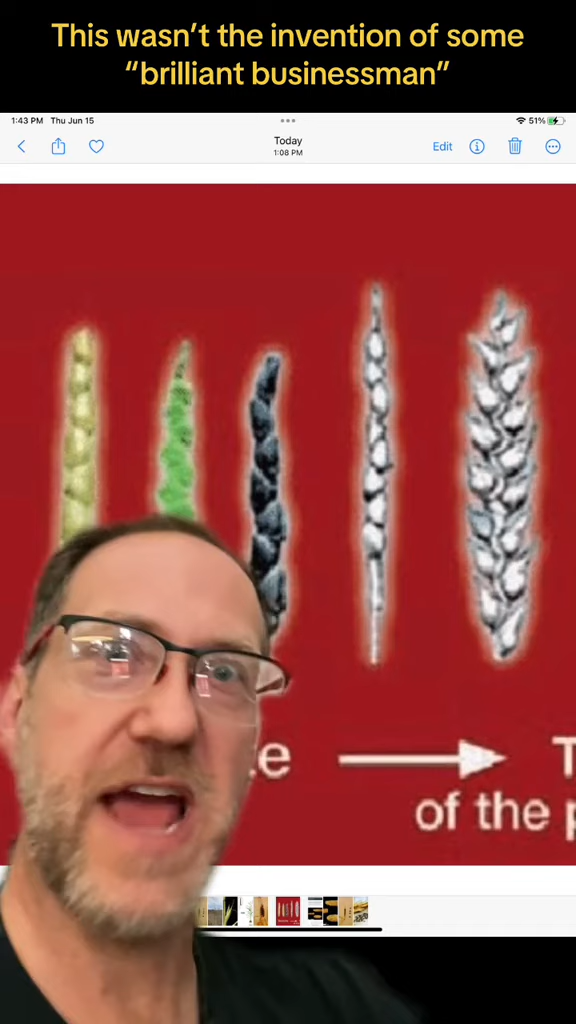 This wasn't the invention of some
“brilliant businessman”
1:43 PM Thu Jun 15
51%
Today
Edit
1:08 PM
of the